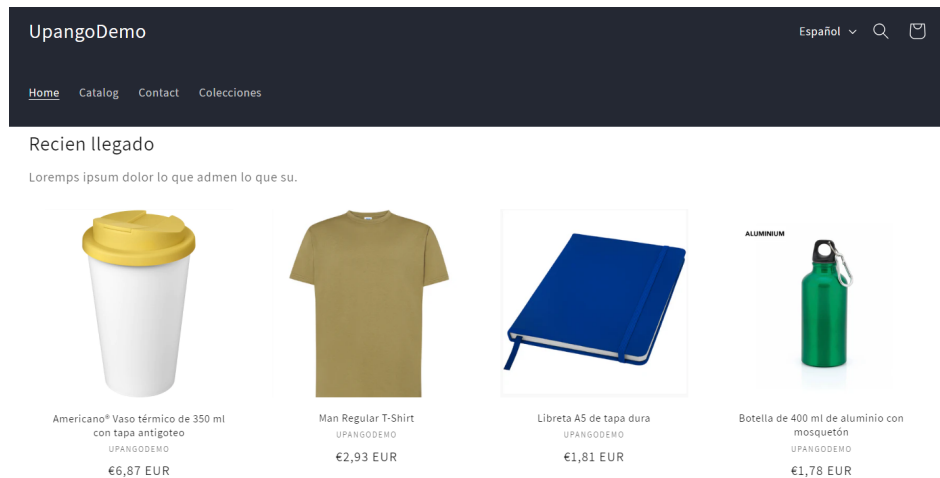 UpangoDemo
Español
Home Catalog Contact Colecciones
Recien llegado
Loremps ipsum dolor lo que admen lo que su.
ALUMINIUM
Americano® Vaso térmico de 350 ml
con tapa antigoteo
UPANGODEMO
€6,87 EUR
Man Regular T-Shirt
UPANGODEMO
€2,93 EUR
Libreta A5 de tapa dura
UPANGODEMO
€1,81 EUR
Botella de 400 ml de aluminio con
mosquetón
UPANGODEMO
€1,78 EUR